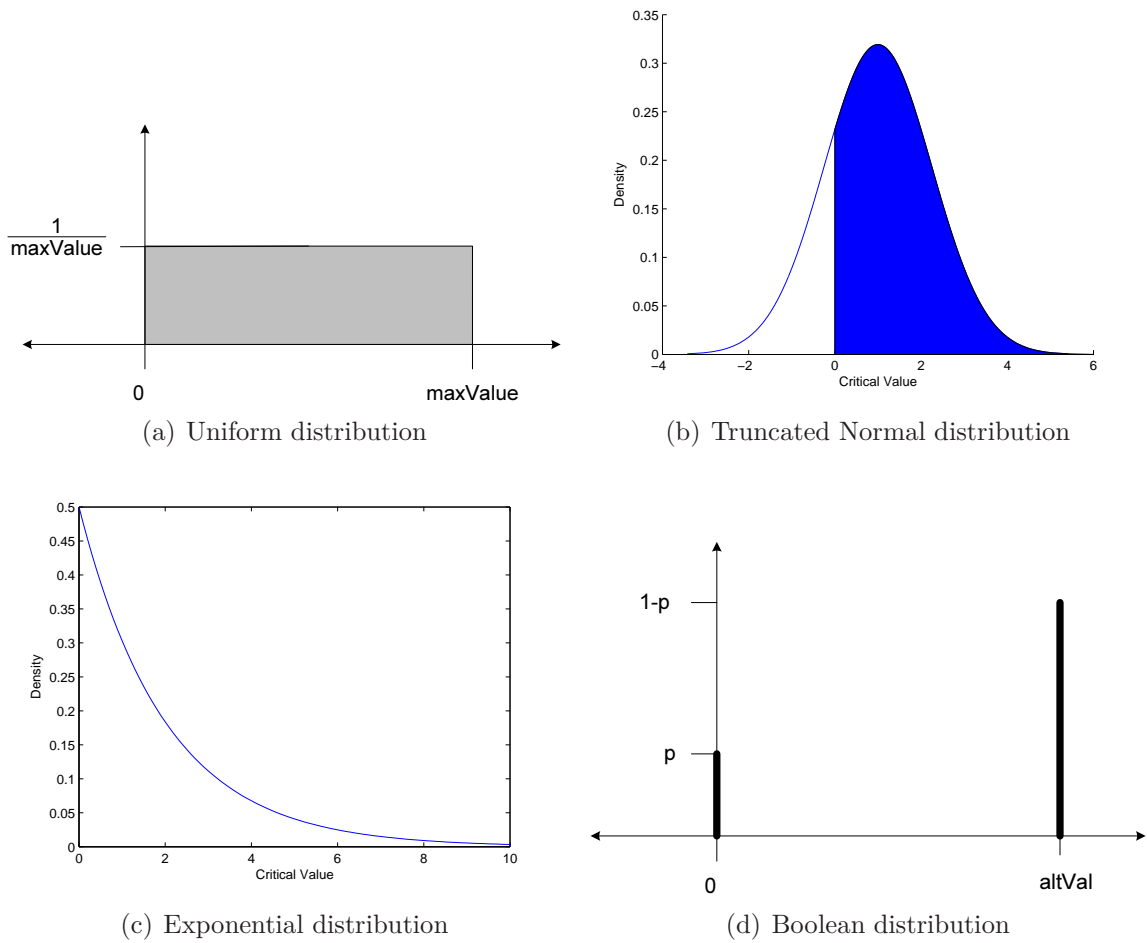 1
maxValue
0
maxValue
(a) Uniform distribution
0.35
0.3
0.25
0.2
0.15
0.1
0.05
0
Density
−4
−2
0
2
4
6
Critical Value
(b) Truncated Normal distribution
0.5
0.45
0.4
0.35
0.3
0.25
0.2
0.15
0.1
0.05
0
Density
0
2
4
6
8
10
Critical Value
(c) Exponential distribution
1-p
p
0
altVal
(d) Boolean distribution